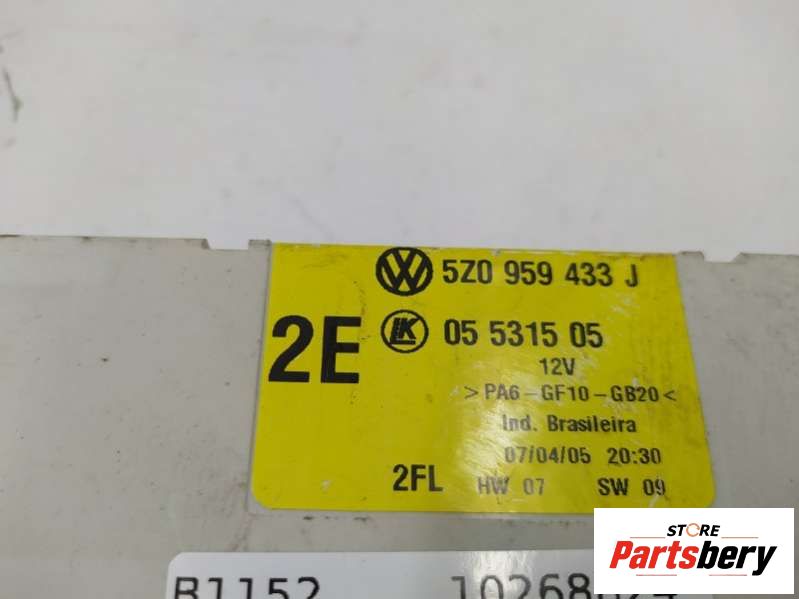 5Z0 959 433 J
2E
LK 05 5315 05
12V
>PA6-GF10-GB20<
Ind. Brasileira
07/04/05 20:30
2FL HW 07 SW 09
B1152
STORE
Partsbery